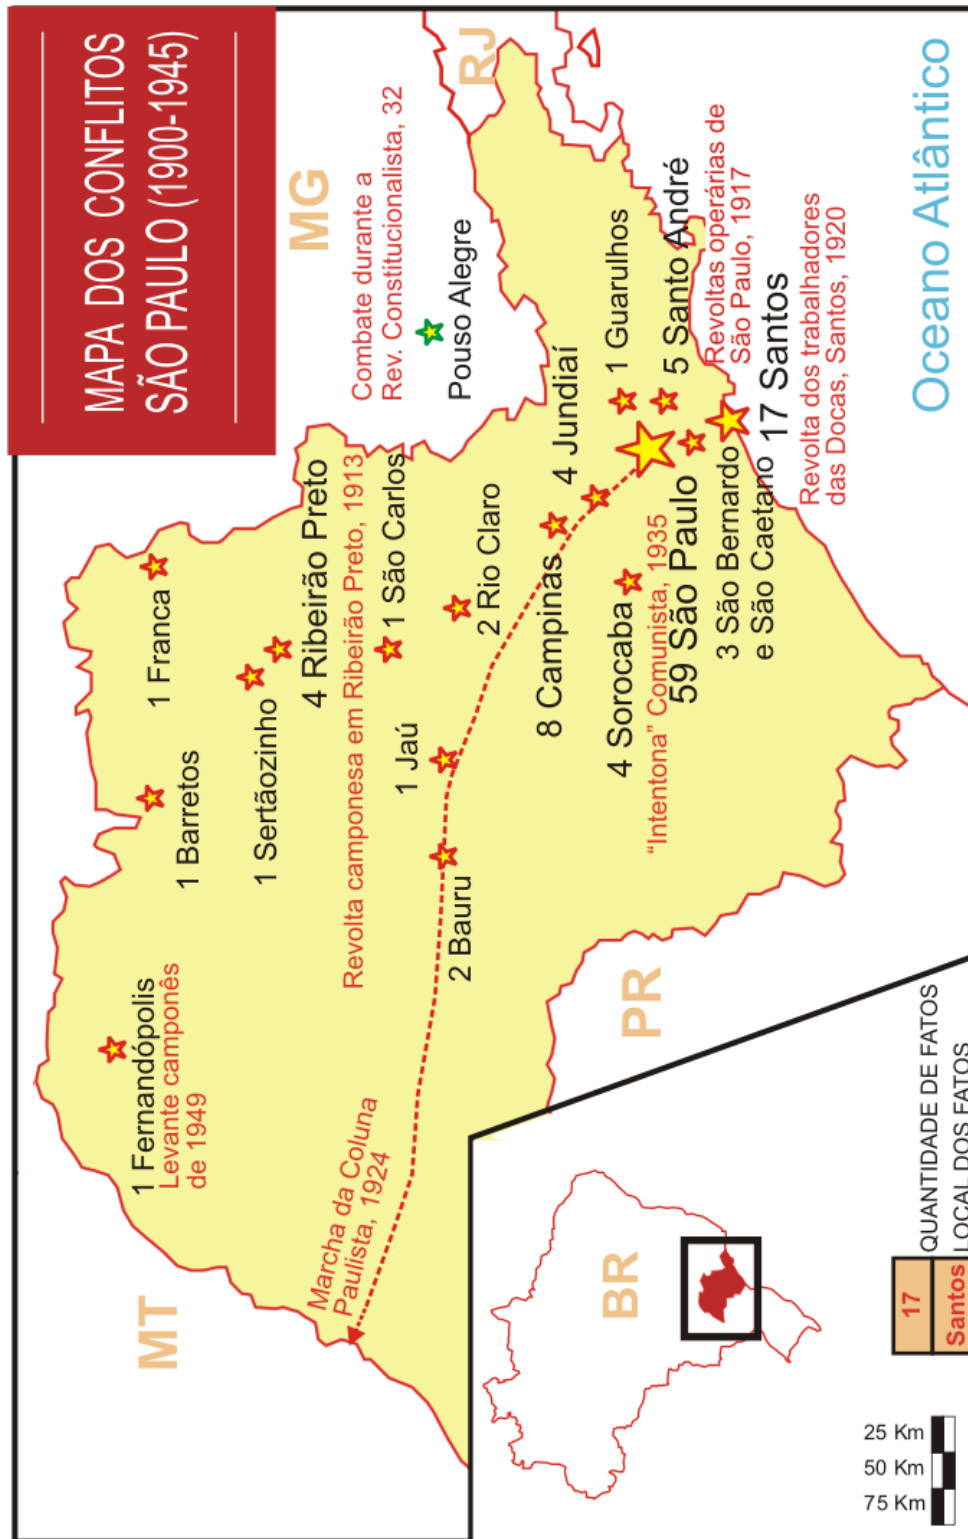 MAPA DOS CONFLITOS
SÃO PAULO (1900-1945)
MG
RJ
Combate durante a
Rev. Constitucionalista, 32
Pouso Alegre
1 Franca
1 Barretos
1 Sertãozinho
4 Ribeirão Preto
Revolta camponesa em Ribeirão Preto, 1913
1 São Carlos
1 Fernandópolis
Levante camponês
de 1949
MT
Marcha da Coluna
Paulista, 1924
2 Bauru
1 Jaú
2 Rio Claro
8 Campinas
4 Jundiaí
1 Guarulhos
5 Santo André
4 Sorocaba
"Intentona" Comunista, 1935
59 São Paulo
Revoltas operárias de
São Paulo, 1917
3 São Bernardo
e São Caetano
17 Santos
Revolta dos trabalhadores
das Docas, Santos, 1920
PR
Oceano Atlântico
BR
17
QUANTIDADE DE FATOS
Santos
LOCAL DOS FATOS
25 Km
50 Km
75 Km